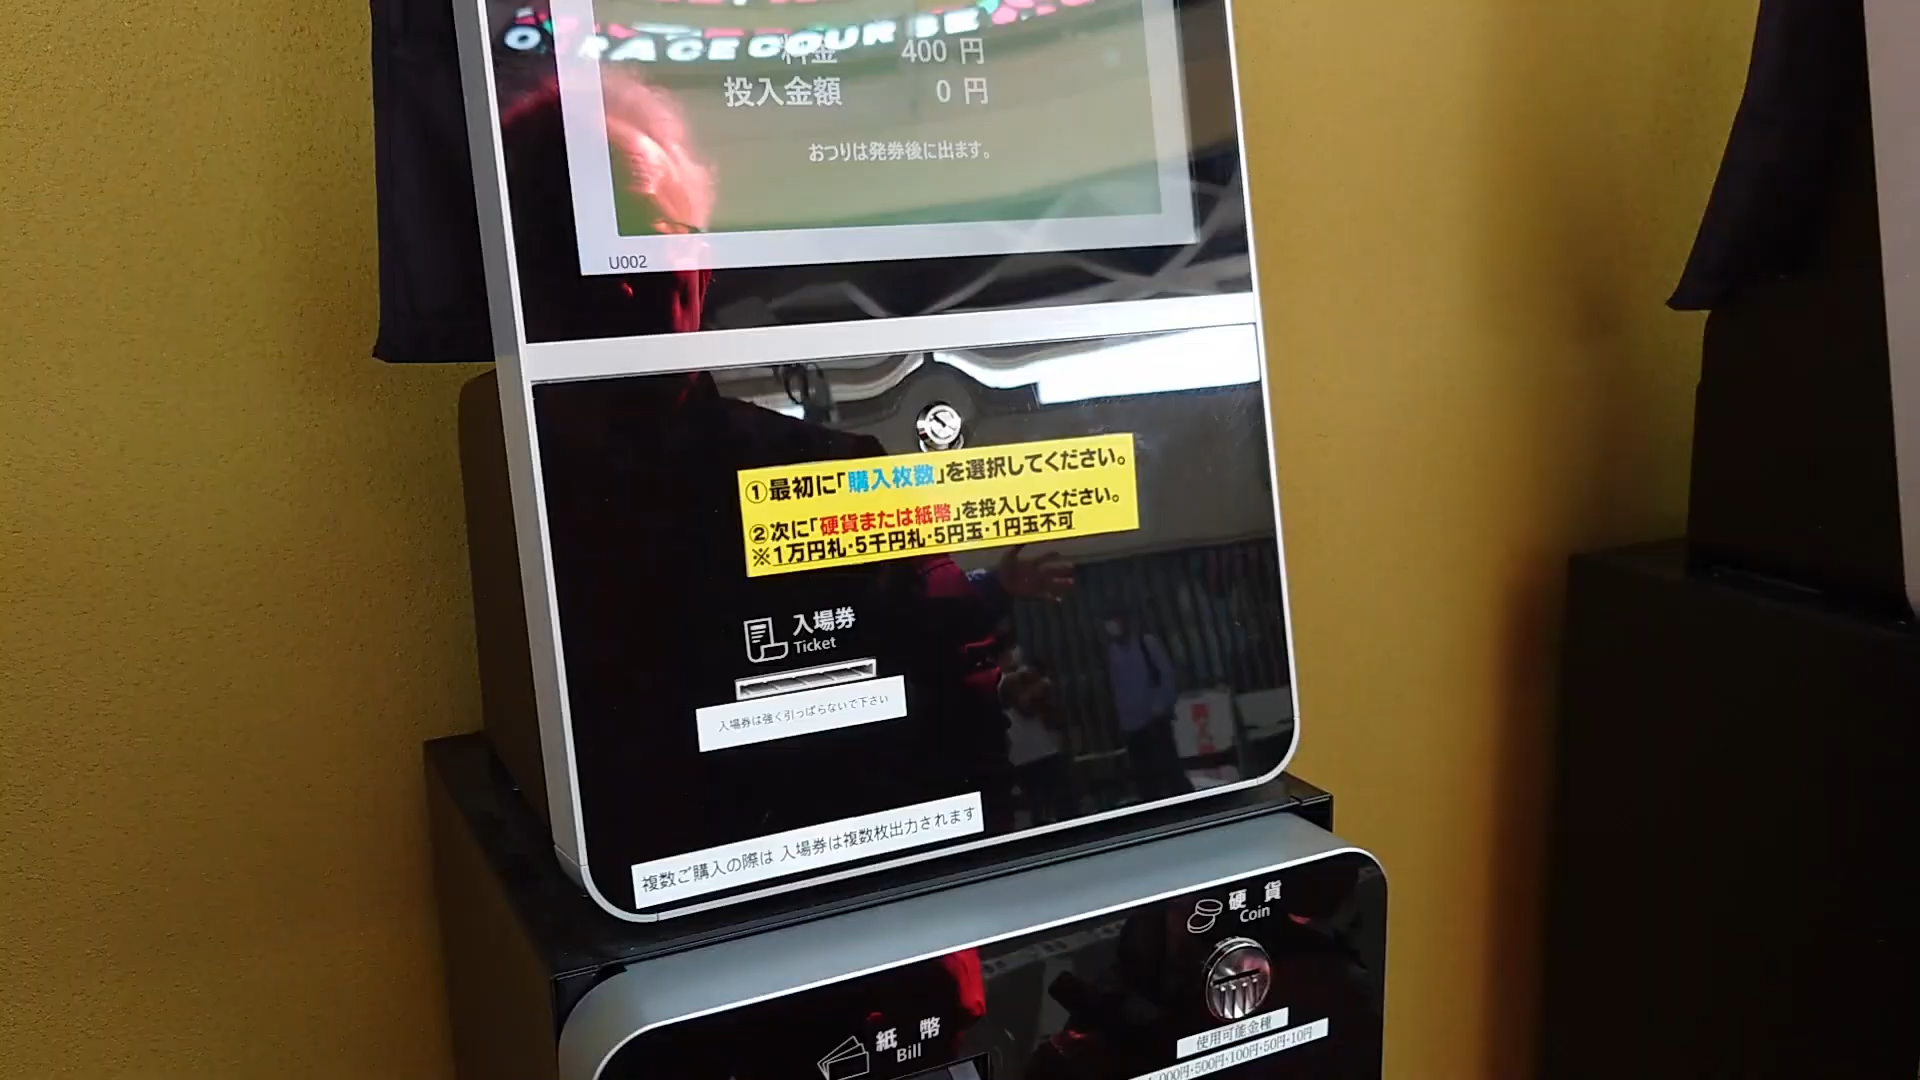 RACE COURSE
料金 400 円
投入金額 0 円
おつりは発券後に出ます。
U002
①最初に「購入枚数」を選択してください。
②次に「硬貨または紙幣」を投入してください。
※1万円札・5千円札・5円玉・1円玉不可
入場券
Ticket
入場券は強く引っぱらないで下さい
複数ご購入の際は 入場券は複数枚出力されます
硬 貨
Coin
使用可能金種
000円・500円・100円・50円・10円
紙 幣
Bill